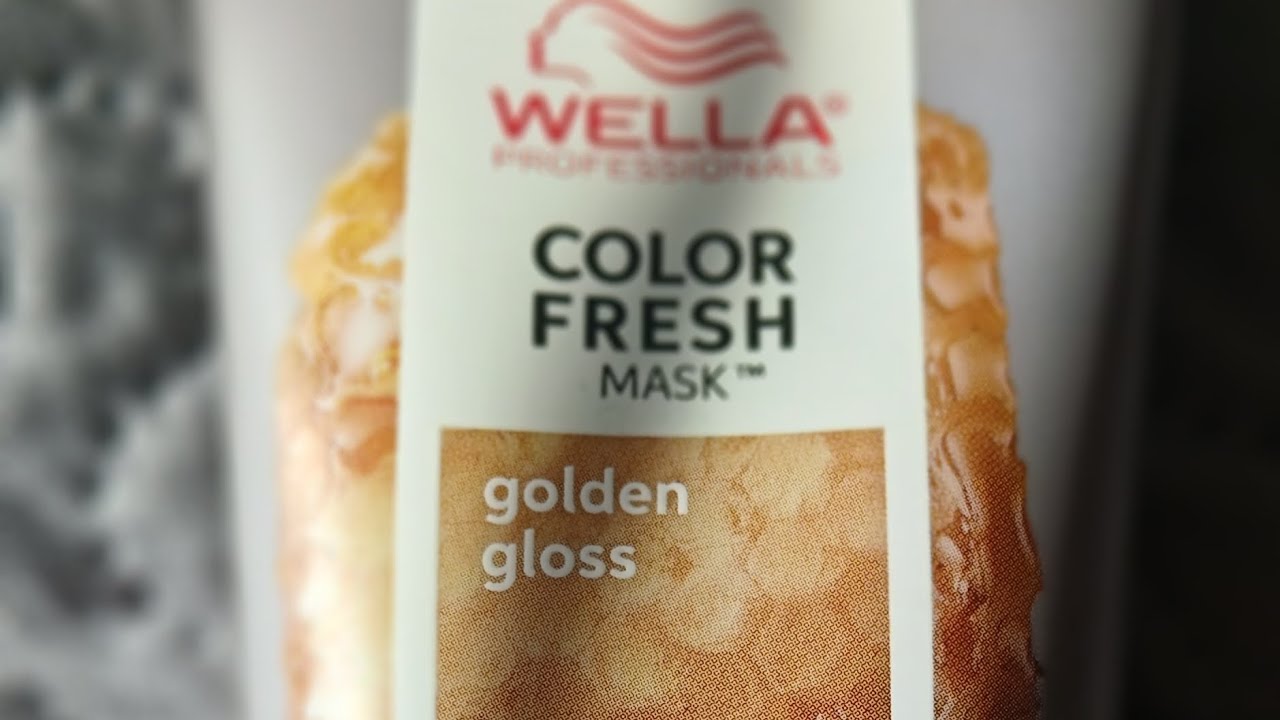 WELLA®
PROFESSIONALS
COLOR
FRESH
MASK™
golden
gloss